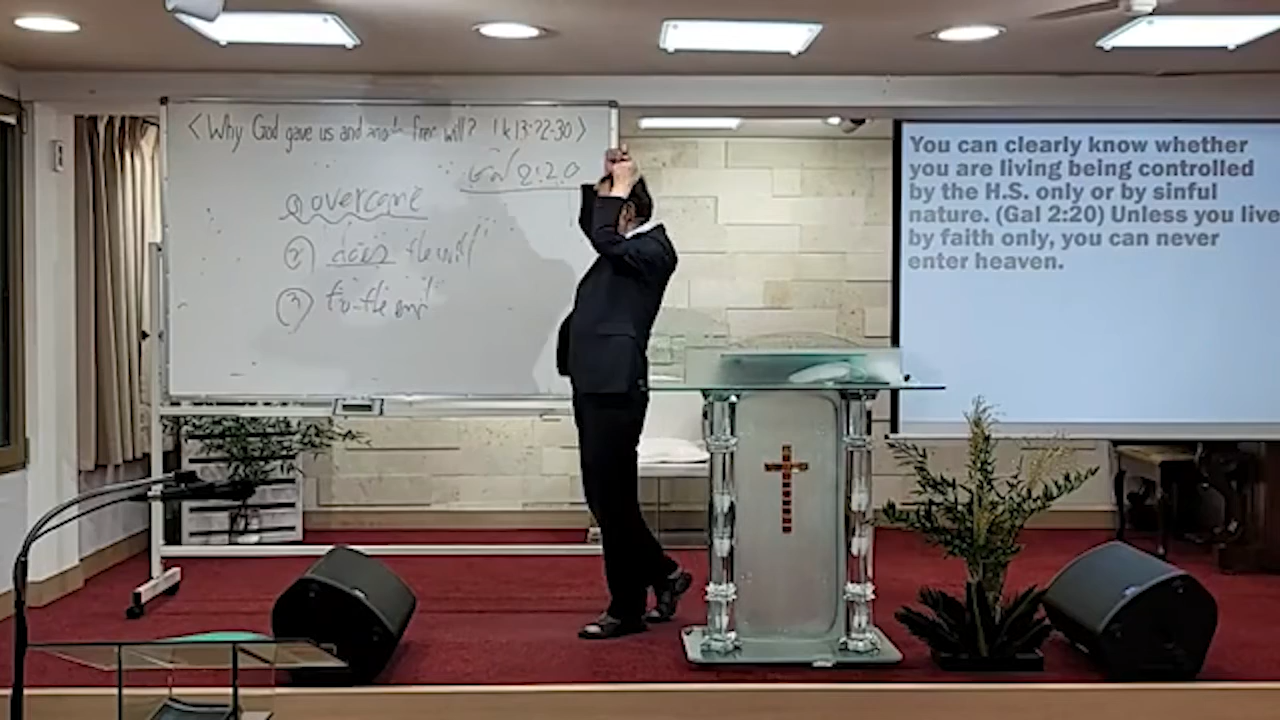 <Why God gave us and angels free will? 1k13:22-30>
Gal 2:20
① overcome
② does the will
③ to the end
You can clearly know whether
you are living being controlled
by the H.S. only or by sinful
nature. (Gal 2:20) Unless you live
by faith only, you can never
enter heaven.